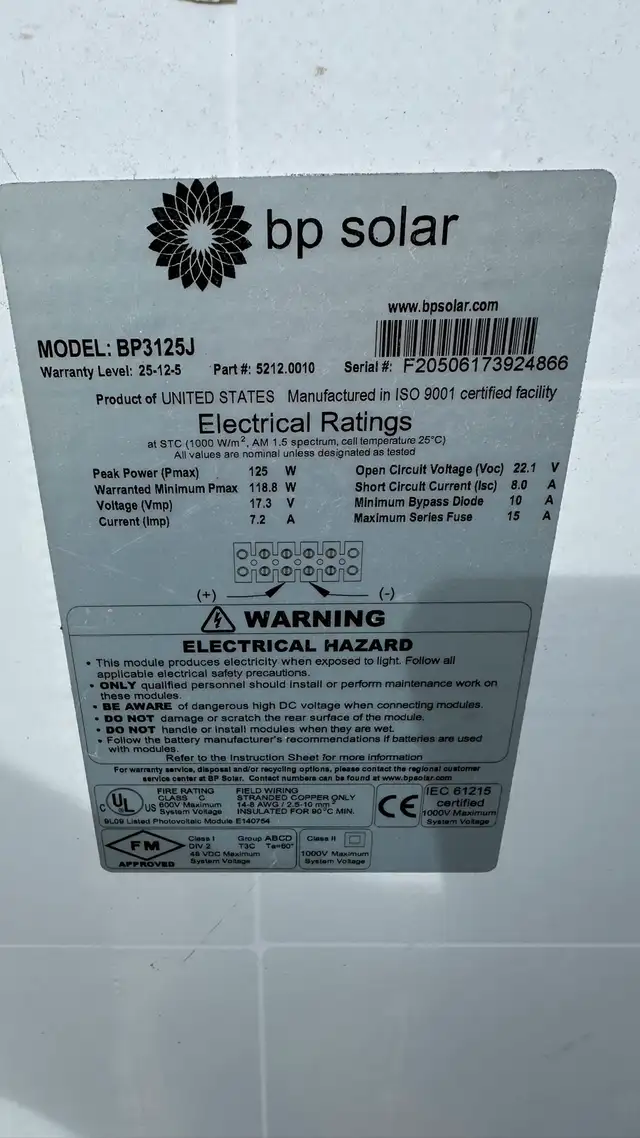 bp solar
www.bpsolar.com
MODEL: BP3125J
Warranty Level: 25-12-5 Part #: 5212.0010 Serial #: F20506173924866
Product of UNITED STATES Manufactured in ISO 9001 certified facility
Electrical Ratings
at STC (1000 W/m², AM 1.5 spectrum, cell temperature 25°C)
All values are nominal unless designated as tested
Peak Power (Pmax) 125 W Open Circuit Voltage (Voc) 22.1 V
Warranted Minimum Pmax 118.8 W Short Circuit Current (Isc) 8.0 A
Voltage (Vmp) 17.3 V Minimum Bypass Diode 10 A
Current (Imp) 7.2 A Maximum Series Fuse 15 A
(+) (-)
WARNING
ELECTRICAL HAZARD
• This module produces electricity when exposed to light. Follow all
applicable electrical safety precautions.
• ONLY qualified personnel should install or perform maintenance work on
these modules.
• BE AWARE of dangerous high DC voltage when connecting modules.
• DO NOT damage or scratch the rear surface of the module.
• DO NOT handle or install modules when they are wet.
• Follow the battery manufacturer's recommendations if batteries are used
with modules.
Refer to the Instruction Sheet for more information
For warranty service, disposal and/or recycling options, please contact the regional customer
service center at BP Solar. Contact numbers can be found at www.bpsolar.com
C UL US
FIRE RATING FIELD WIRING
CLASS C STRANDED COPPER ONLY
600V Maximum 14-8 AWG / 2.5-10 mm²
System Voltage INSULATED FOR 90°C MIN.
9L09 Listed Photovoltaic Module E140754
CE
IEC 61215
certified
1000V Maximum
System Voltage
FM
APPROVED
Class I Group ABCD
DIV 2 T3C Ta=60°
48 VDC Maximum
System Voltage
Class II
1000V Maximum
System Voltage